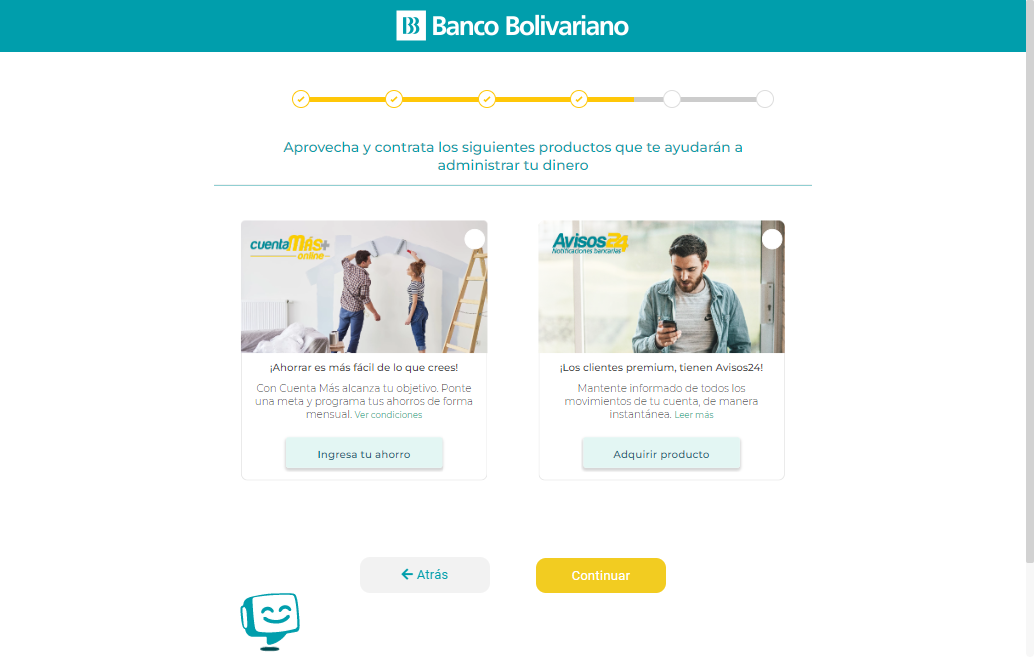 Banco Bolivariano
Aprovecha y contrata los siguientes productos que te ayudarán a
administrar tu dinero
cuentaMás+
online
¡Ahorrar es más fácil de lo que crees!
Con Cuenta Más alcanza tu objetivo. Ponte
una meta y programa tus ahorros de forma
mensual. Ver condiciones
Ingresa tu ahorro
Avisos24
Notificaciones bancarias
¡Los clientes premium, tienen Avisos24!
Mantente informado de todos los
movimientos de tu cuenta, de manera
instantánea. Leer más
Adquirir producto
Atrás
Continuar